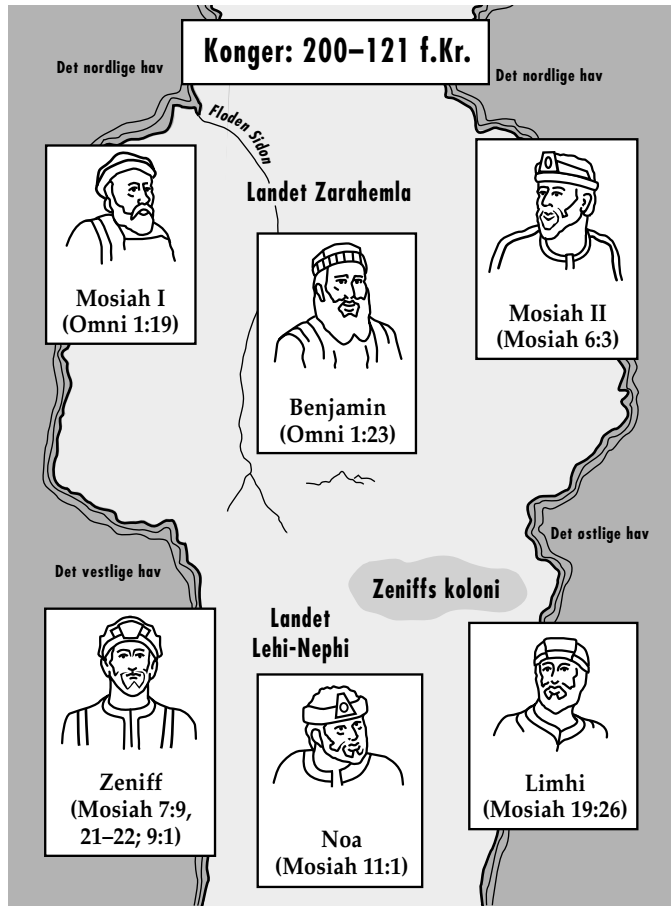 Konger: 200–121 f.Kr.
Det nordlige hav
Det nordlige hav
Floden Sidon
Landet Zarahemla
Mosiah I
(Omni 1:19)
Benjamin
(Omni 1:23)
Mosiah II
(Mosiah 6:3)
Det vestlige hav
Det østlige hav
Zeniffs koloni
Landet
Lehi-Nephi
Zeniff
(Mosiah 7:9,
21–22; 9:1)
Noa
(Mosiah 11:1)
Limhi
(Mosiah 19:26)